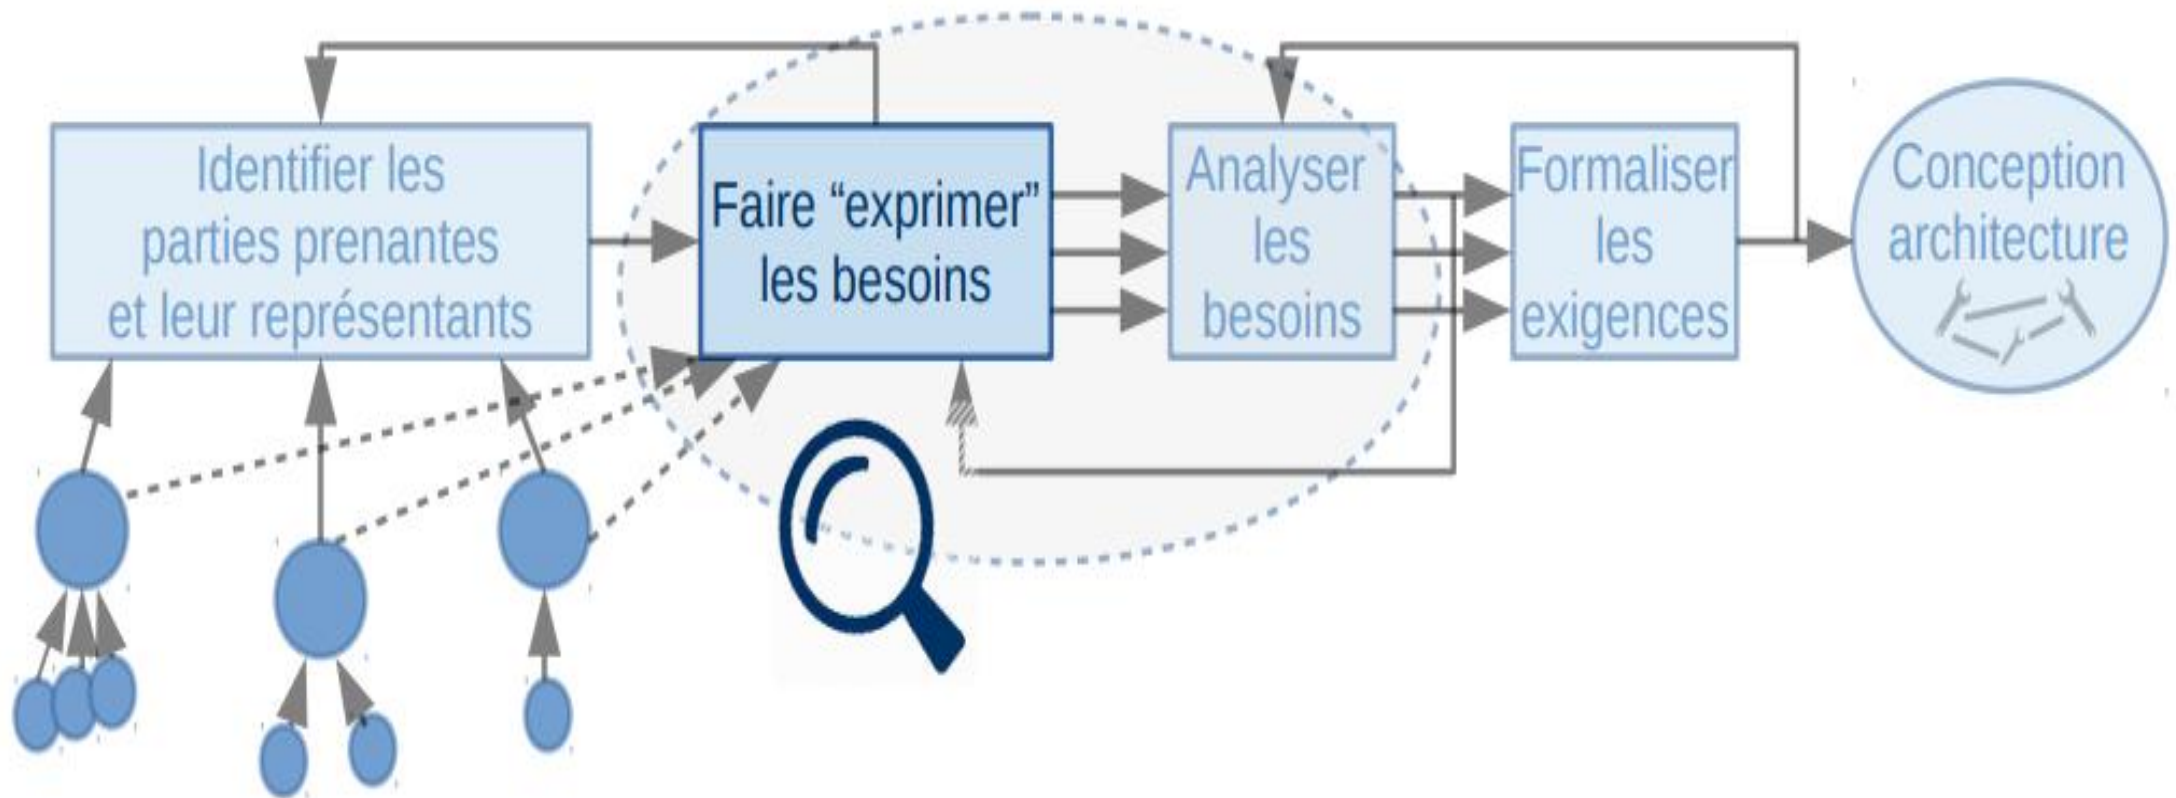 Identifier les
parties prenantes
et leur représentants
Faire “exprimer”
les besoins
Analyser
les
besoins
Formaliser
les
exigences
Conception
architecture